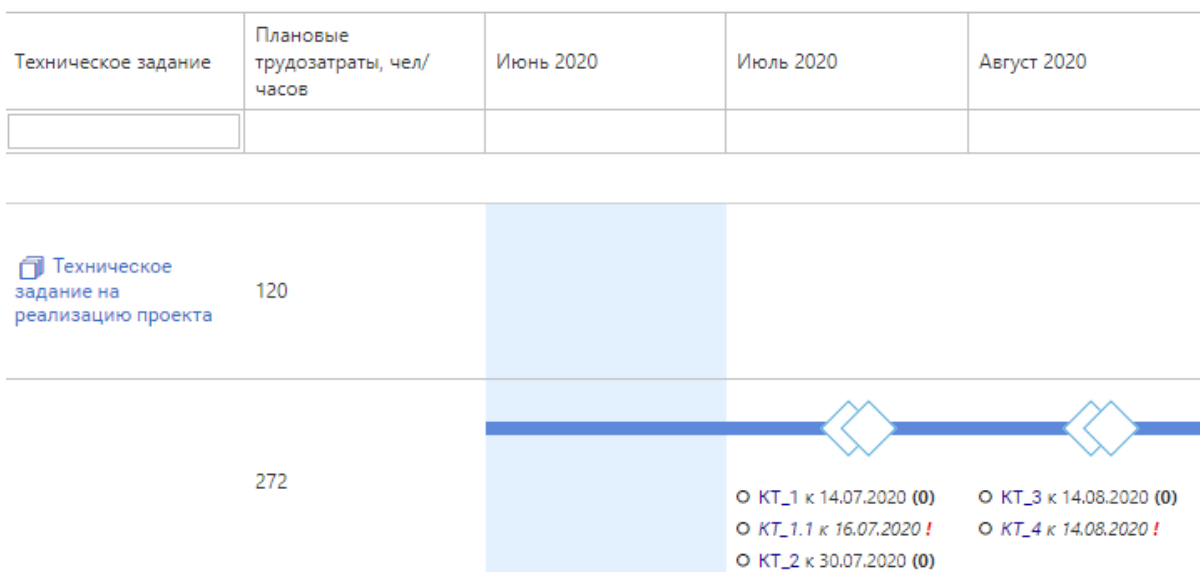 Техническое задание
Плановые
трудозатраты, чел/
часов
Июнь 2020
Июль 2020
Август 2020
Техническое
задание на
реализацию проекта
120
272
КТ_1 к 14.07.2020 (0)
КТ_1.1 к 16.07.2020 !
КТ_2 к 30.07.2020 (0)
КТ_3 к 14.08.2020 (0)
КТ_4 к 14.08.2020 !